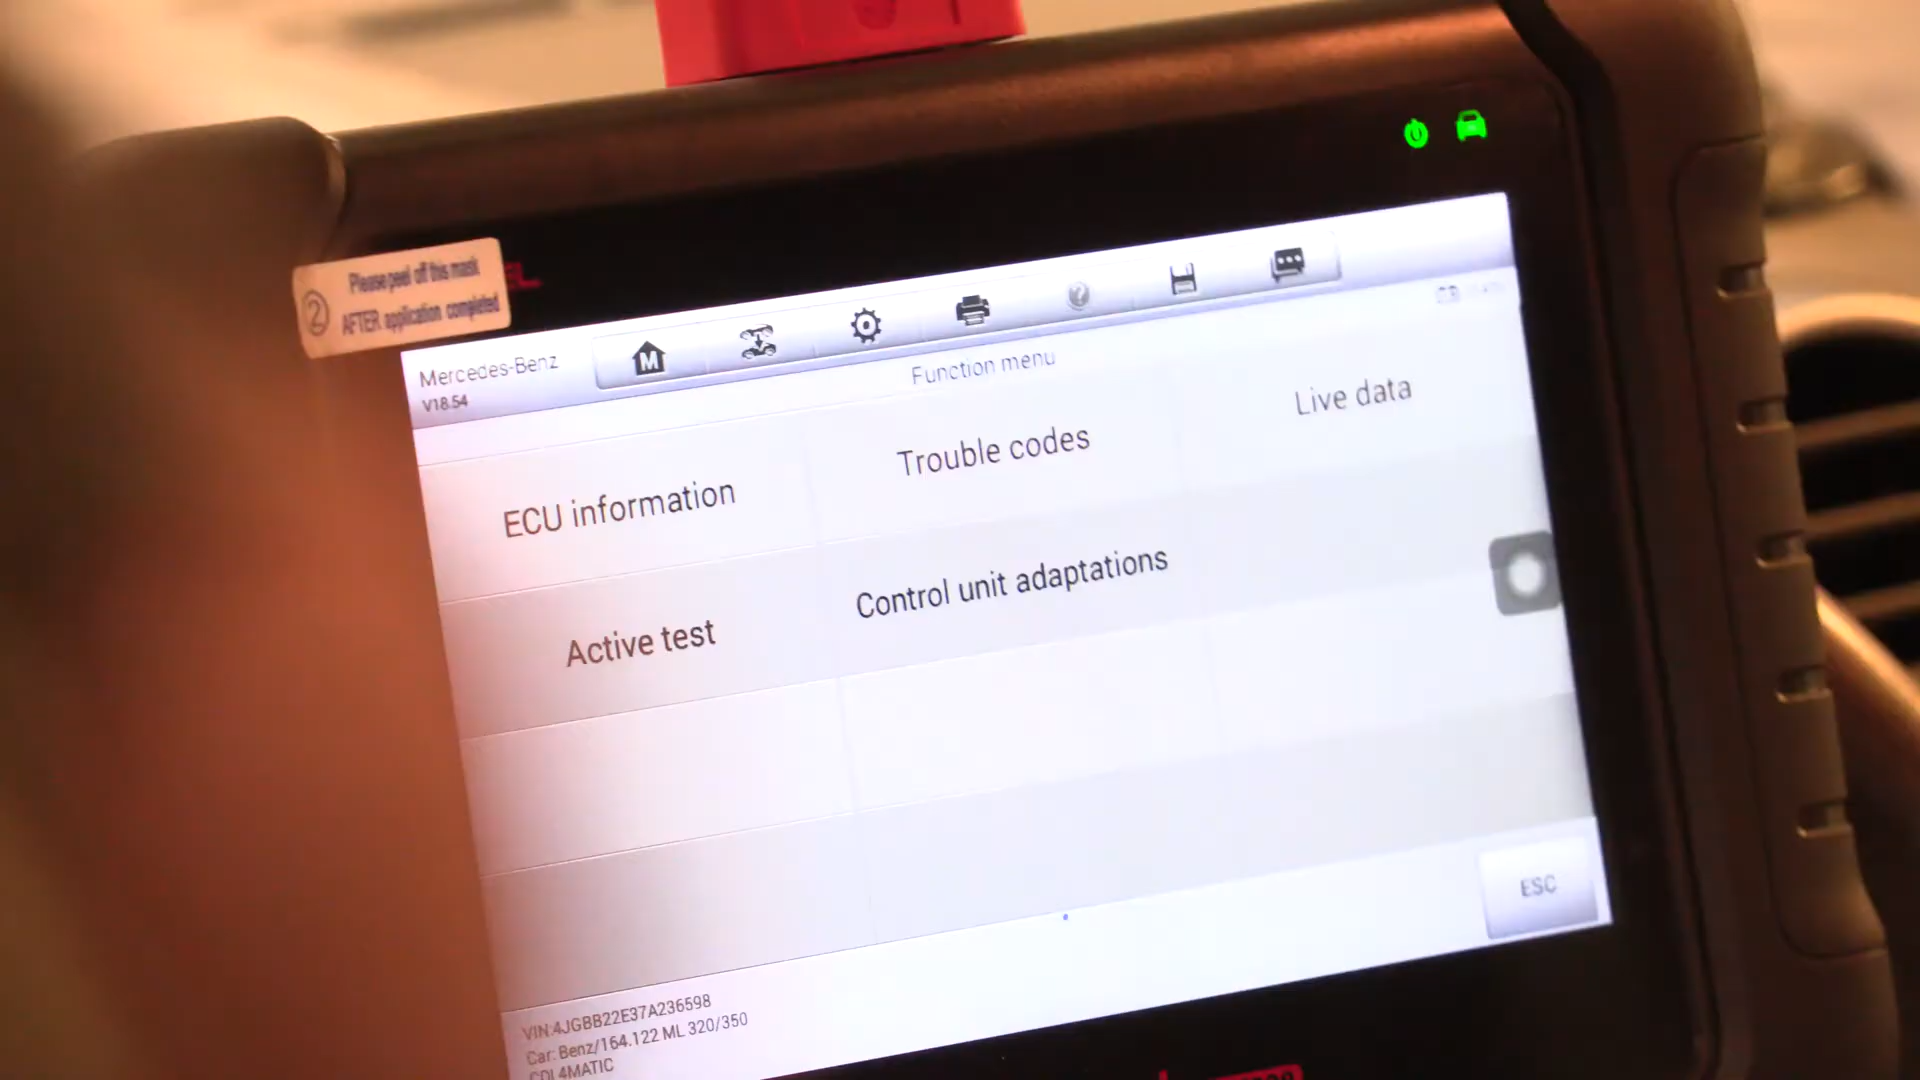 ② Please peel off this mask
AFTER application completed
Mercedes-Benz
V18.54
M
Function menu
ECU information
Trouble codes
Live data
Active test
Control unit adaptations
ESC
VIN:4JGBB22E37A236598
Car: Benz/164.122 ML 320/350
CDI 4MATIC